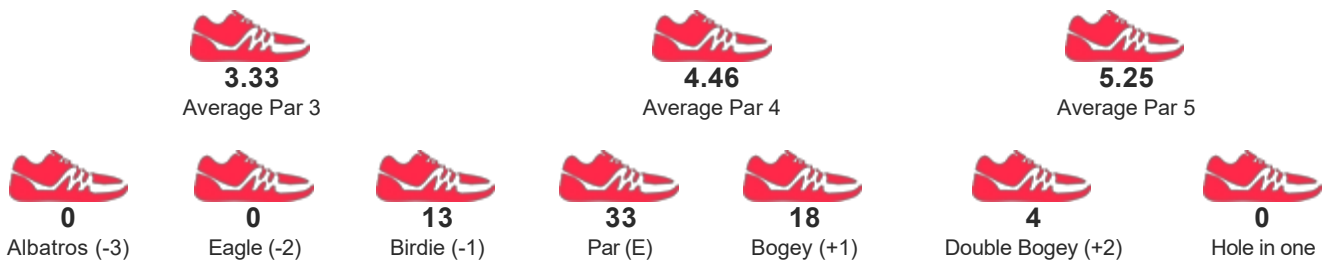 3.33 4.46 5.25
Average Par 3 Average Par 4 Average Par 5
0 0 13 33 18 4 0
Albatros (-3) Eagle (-2) Birdie (-1) Par (E) Bogey (+1) Double Bogey (+2) Hole in one